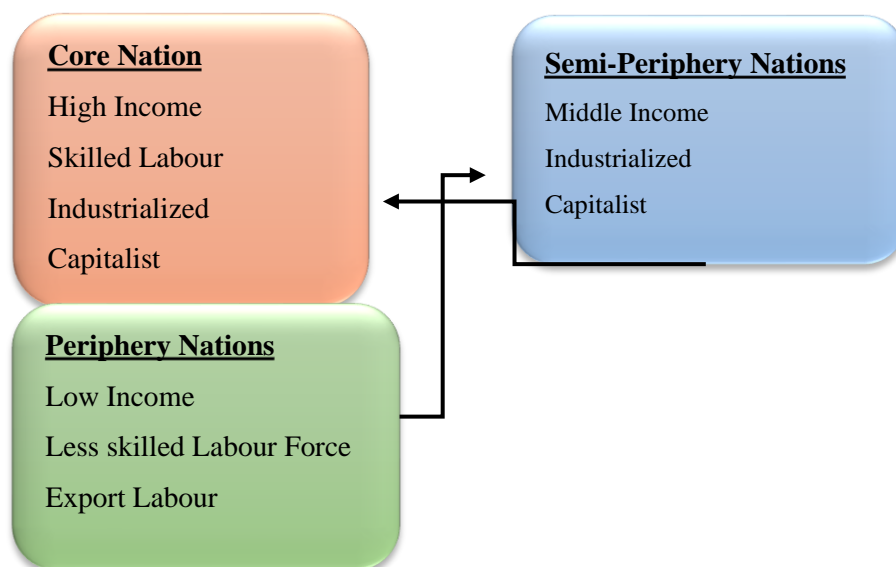 Core Nation
High Income
Skilled Labour
Industrialized
Capitalist
Semi-Periphery Nations
Middle Income
Industrialized
Capitalist
Periphery Nations
Low Income
Less skilled Labour Force
Export Labour